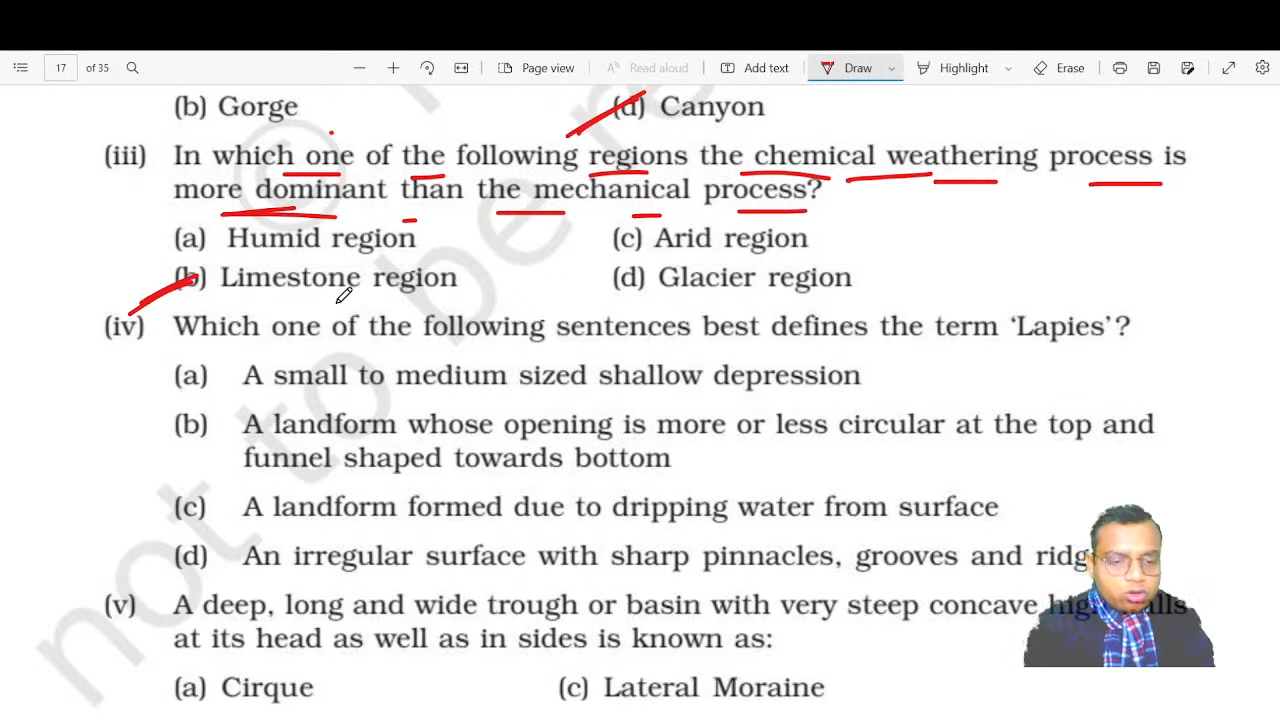 17 of 35 Page view Read aloud Add text Draw Highlight Erase
(b) Gorge (d) Canyon
(iii) In which one of the following regions the chemical weathering process is
more dominant than the mechanical process?
(a) Humid region (c) Arid region
(b) Limestone region (d) Glacier region
(iv) Which one of the following sentences best defines the term ‘Lapies’?
(a) A small to medium sized shallow depression
(b) A landform whose opening is more or less circular at the top and
funnel shaped towards bottom
(c) A landform formed due to dripping water from surface
(d) An irregular surface with sharp pinnacles, grooves and
(v) A deep, long and wide trough or basin with very steep concave
at its head as well as in sides is known as:
(a) Cirque (c) Lateral Moraine
© not to be re